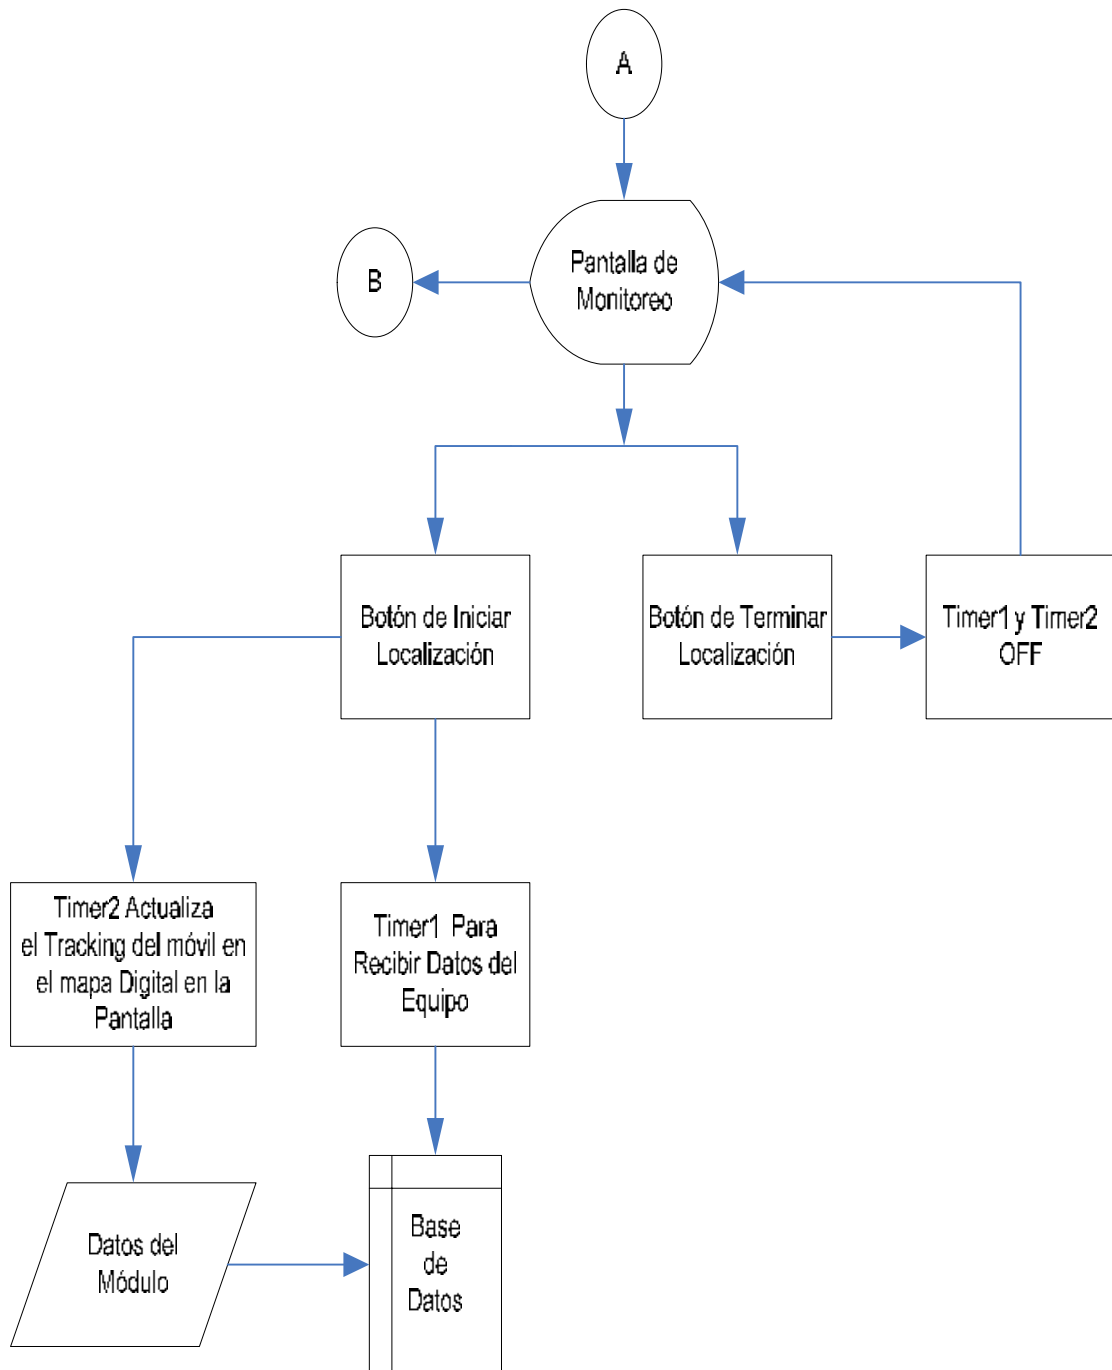 A
Pantalla de
Monitoreo
B
Botón de Iniciar
Localización
Botón de Terminar
Localización
Timer1 y Timer2
OFF
Timer2 Actualiza
el Tracking del móvil en
el mapa Digital en la
Pantalla
Timer1 Para
Recibir Datos del
Equipo
Datos del
Módulo
Base
de
Datos